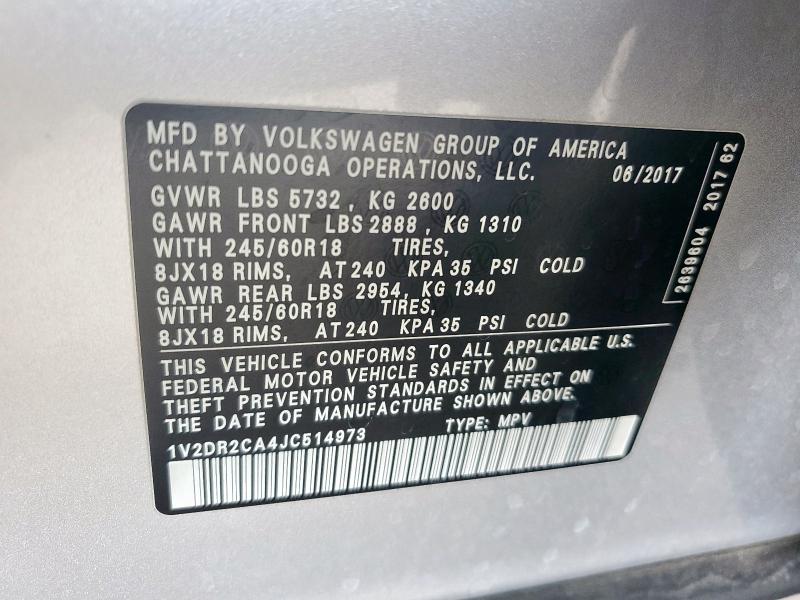 MFD BY VOLKSWAGEN GROUP OF AMERICA
CHATTANOOGA OPERATIONS, LLC. 06/2017
GVWR LBS 5732, KG 2600
GAWR FRONT LBS 2888, KG 1310
WITH 245/60R18 TIRES,
8JX18 RIMS, AT 240 KPA 35 PSI COLD
GAWR REAR LBS 2954, KG 1340
WITH 245/60R18 TIRES,
8JX18 RIMS, AT 240 KPA 35 PSI COLD
THIS VEHICLE CONFORMS TO ALL APPLICABLE U.S.
FEDERAL MOTOR VEHICLE SAFETY AND
THEFT PREVENTION STANDARDS IN EFFECT ON
THE DATE OF MANUFACTURE SHOWN ABOVE.
1V2DR2CA4JC514973 TYPE: MPV
2639604 2017 62